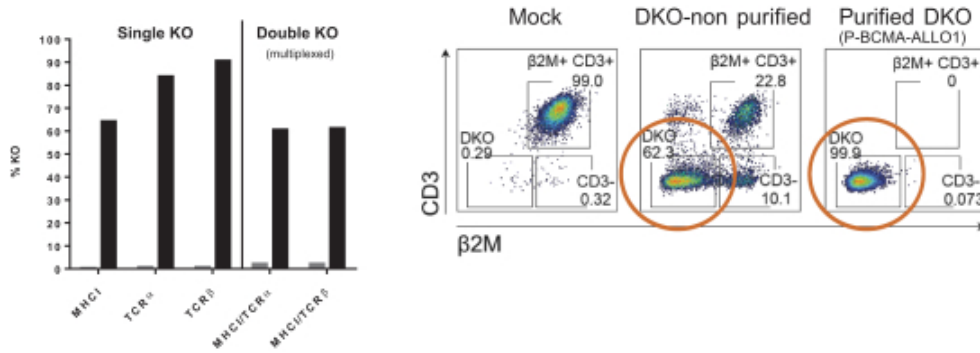 Single KO
Double KO
(multiplexed)
% KO
100
90
80
70
60
50
40
30
20
10
0
MHCI
TCRα
TCRβ
MHCI/TCRα
MHCI/TCRβ
Mock
DKO-non purified
Purified DKO
(P-BCMA-ALLO1)
CD3
β2M+ CD3+
99.0
DKO
0.29
CD3-
0.32
β2M+ CD3+
22.8
DKO
62.3
CD3-
10.1
β2M+ CD3+
0
DKO
99.9
CD3-
0.073
β2M